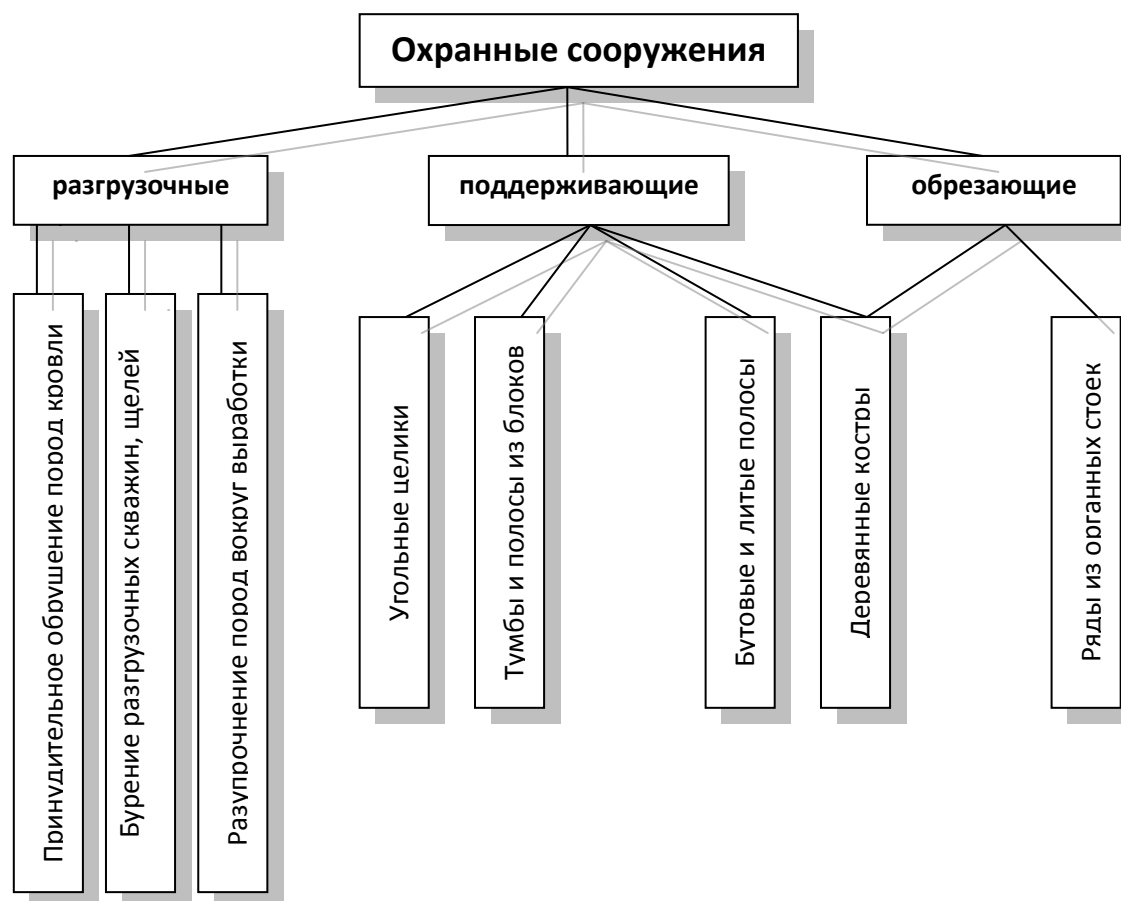 Охранные сооружения
разгрузочные
поддерживающие
обрезающие
Принудительное обрушение пород кровли
Бурение разгрузочных скважин, щелей
Разупрочнение пород вокруг выработки
Угольные целики
Тумбы и полосы из блоков
Бутовые и литые полосы
Деревянные костры
Ряды из органных стоек